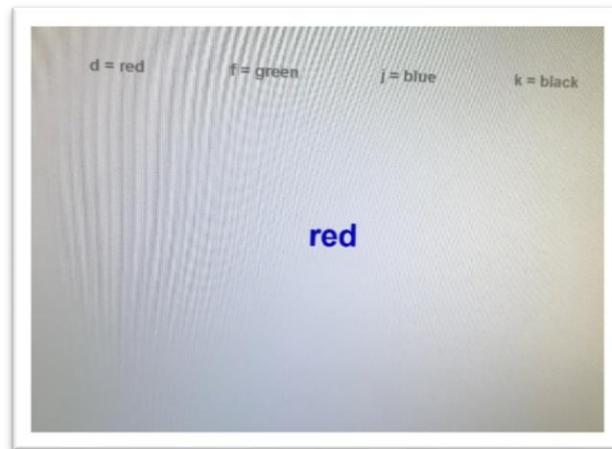 d = red f = green j = blue k = black
red